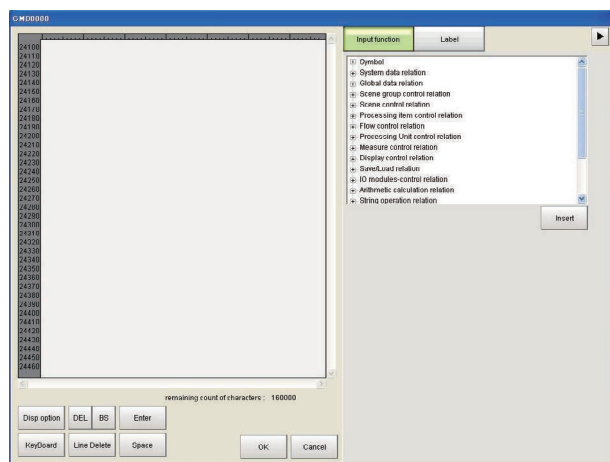 CMD0000
24100
24110
24120
24130
24140
24150
24160
24170
24180
24190
24200
24210
24220
24230
24240
24250
24260
24270
24280
24290
24300
24310
24320
24330
24340
24350
24360
24370
24380
24390
24400
24410
24420
24430
24440
24450
24460
remaining count of characters : 160000
Disp option
DEL
BS
Enter
KeyBoard
Line Delete
Space
OK
Cancel
Input function
Label
Dymbol
System data relation
Global data relation
Scene group control relation
Scene control relation
Processing item control relation
Flow control relation
Processing Unit control relation
Measure control relation
Display control relation
Save/Load relation
IO modules-control relation
Arithmetic calculation relation
String operation relation
Insert